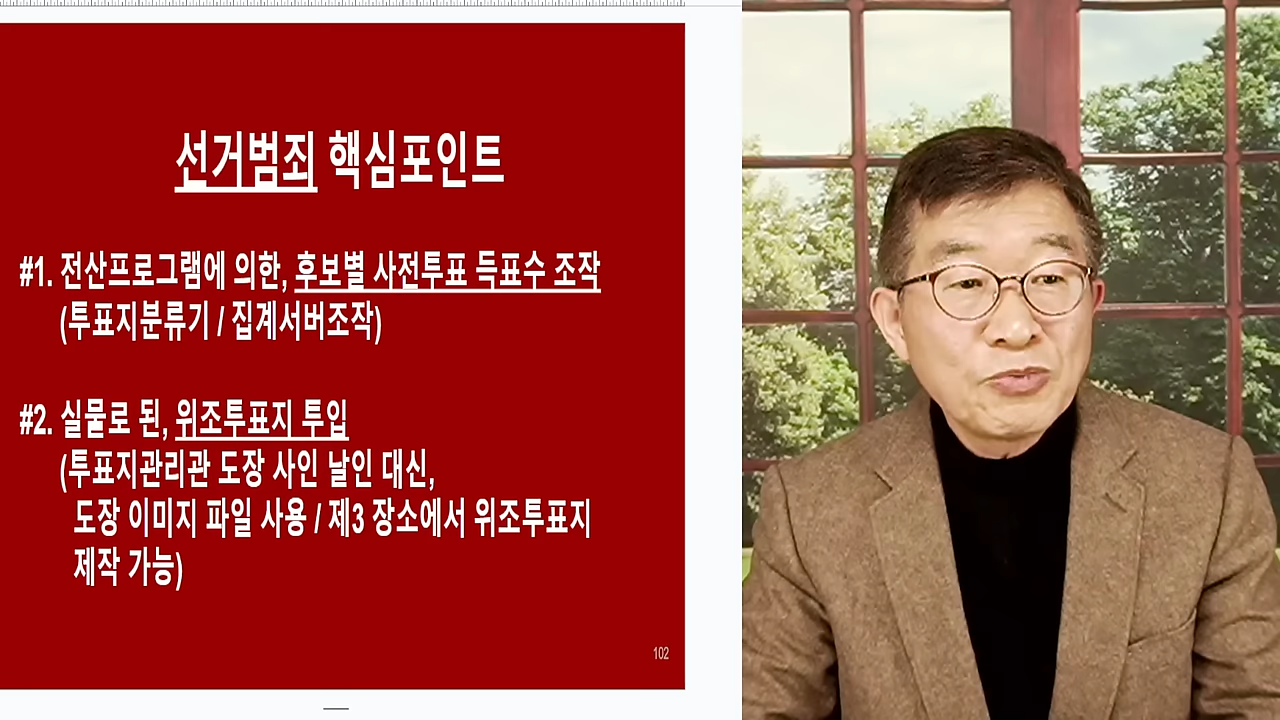 선거범죄 핵심포인트
#1. 전산프로그램에 의한, 후보별 사전투표 득표수 조작
(투표지분류기 / 집계서버조작)
#2. 실물로 된, 위조투표지 투입
(투표지관리관 도장 사인 날인 대신,
도장 이미지 파일 사용 / 제3 장소에서 위조투표지
제작 가능)
102